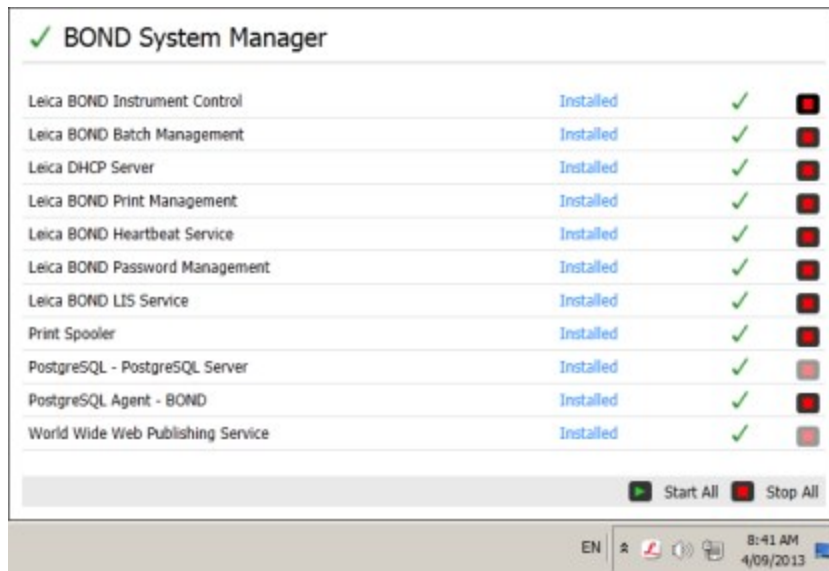 BOND System Manager
Leica BOND Instrument Control Installed
Leica BOND Batch Management Installed
Leica DHCP Server Installed
Leica BOND Print Management Installed
Leica BOND Heartbeat Service Installed
Leica BOND Password Management Installed
Leica BOND LIS Service Installed
Print Spooler Installed
PostgreSQL - PostgreSQL Server Installed
PostgreSQL Agent - BOND Installed
World Wide Web Publishing Service Installed
Start All Stop All
EN 8:41 AM
4/09/2013